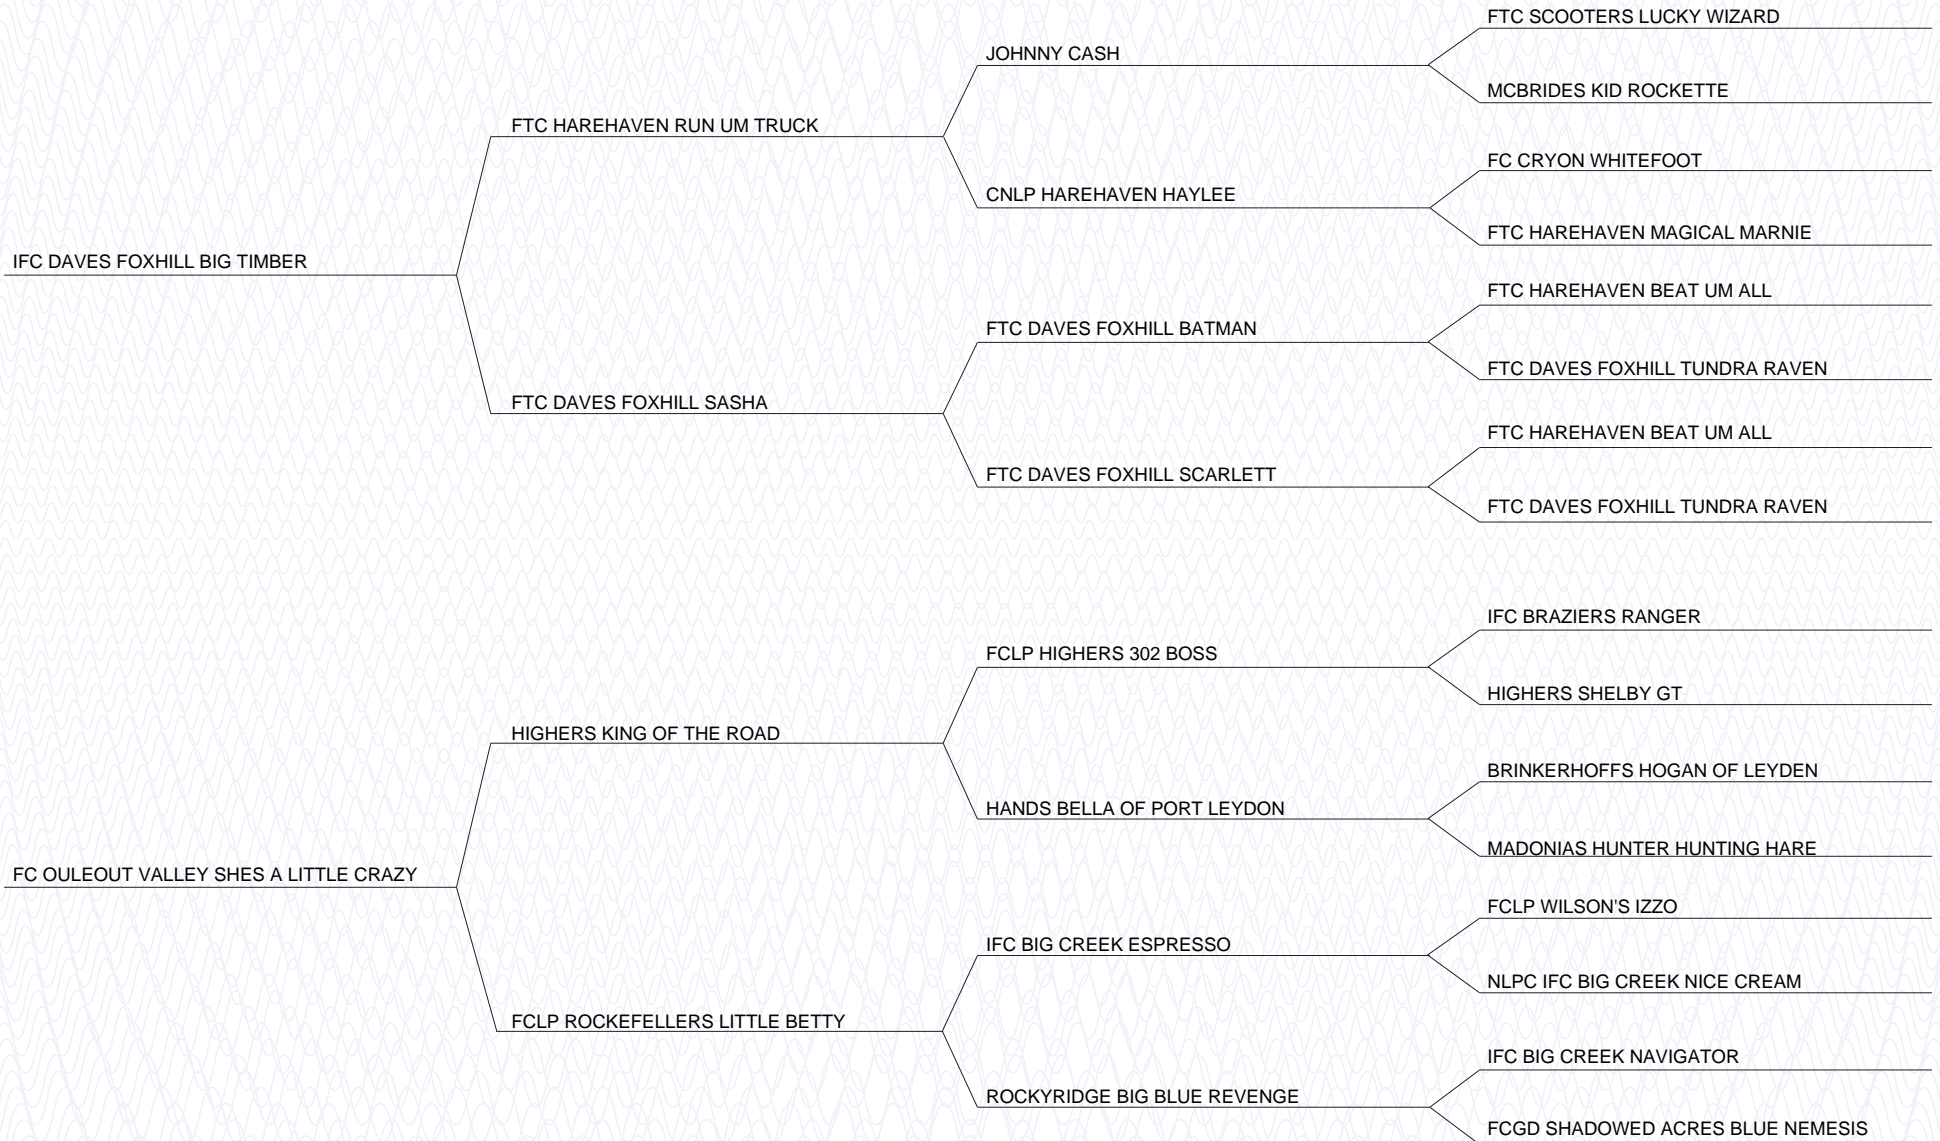 FTC SCOOTERS LUCKY WIZARD
JOHNNY CASH
MCBRIDES KID ROCKETTE
FTC HAREHAVEN RUN UM TRUCK
FC CRYON WHITEFOOT
CNLP HAREHAVEN HAYLEE
FTC HAREHAVEN MAGICAL MARNIE
IFC DAVES FOXHILL BIG TIMBER
FTC HAREHAVEN BEAT UM ALL
FTC DAVES FOXHILL BATMAN
FTC DAVES FOXHILL TUNDRA RAVEN
FTC DAVES FOXHILL SASHA
FTC HAREHAVEN BEAT UM ALL
FTC DAVES FOXHILL SCARLETT
FTC DAVES FOXHILL TUNDRA RAVEN
IFC BRAZIERS RANGER
FCLP HIGHERS 302 BOSS
HIGHERS SHELBY GT
HIGHERS KING OF THE ROAD
BRINKERHOFFS HOGAN OF LEYDEN
HANDS BELLA OF PORT LEYDON
MADONIAS HUNTER HUNTING HARE
FC OULEOUT VALLEY SHES A LITTLE CRAZY
FCLP WILSON'S IZZO
IFC BIG CREEK ESPRESSO
NLPC IFC BIG CREEK NICE CREAM
FCLP ROCKEFELLERS LITTLE BETTY
IFC BIG CREEK NAVIGATOR
ROCKYRIDGE BIG BLUE REVENGE
FCGD SHADOWED ACRES BLUE NEMESIS